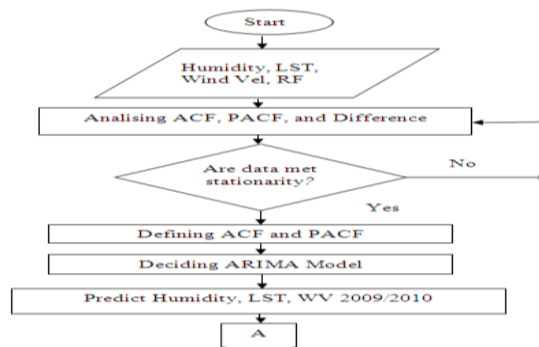 Start
Humidity, LST,
Wind Vel, RF
Analising ACF, PACF, and Difference
Are data met
stationarity?
No
Yes
Defining ACF and PACF
Deciding ARIMA Model
Predict Humidity, LST, WV 2009/2010
A